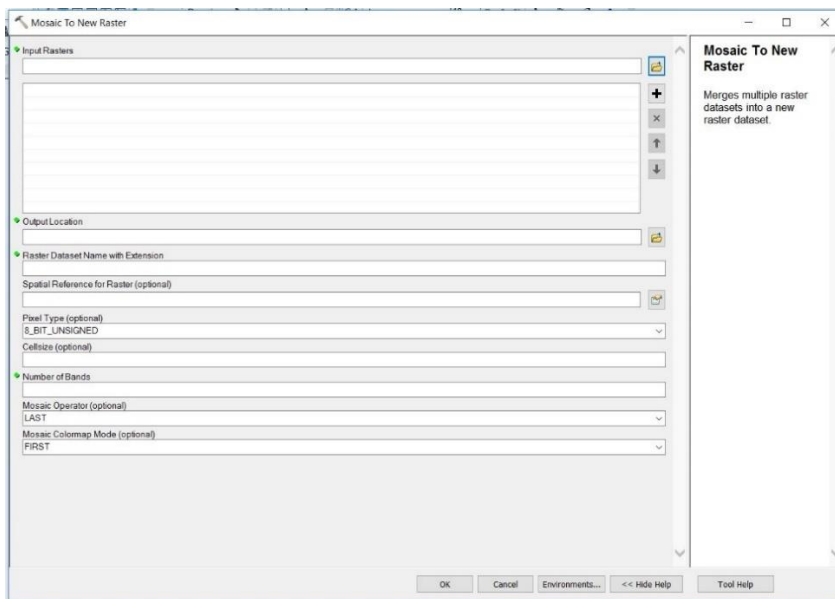 Mosaic To New Raster
Input Rasters
Output Location
Raster Dataset Name with Extension
Spatial Reference for Raster (optional)
Pixel Type (optional)
8_BIT_UNSIGNED
Cellsize (optional)
Number of Bands
Mosaic Operator (optional)
LAST
Mosaic Colormap Mode (optional)
FIRST
Mosaic To New
Raster
Merges multiple raster
datasets into a new
raster dataset.
OK
Cancel
Environments...
<< Hide Help
Tool Help